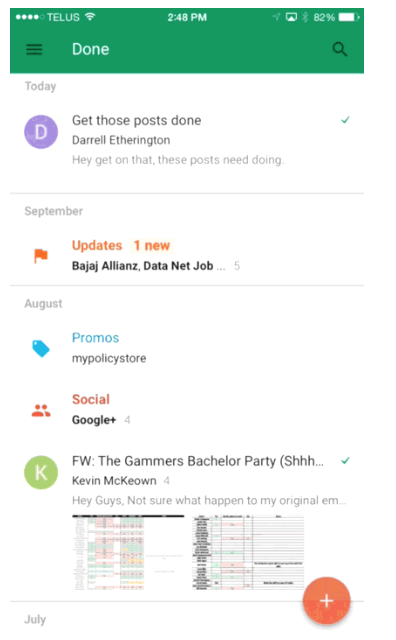 TELUS 2:48 PM 82%
Done
Today
D
Get those posts done
Darrell Etherington
Hey get on that, these posts need doing.
September
Updates 1 new
Bajaj Allianz, Data Net Job ... 5
August
Promos
mypolicystore
Social
Google+ 4
K
FW: The Gammers Bachelor Party (Shhh...
Kevin McKeown 4
Hey Guys, Not sure what happen to my original em...
+
July